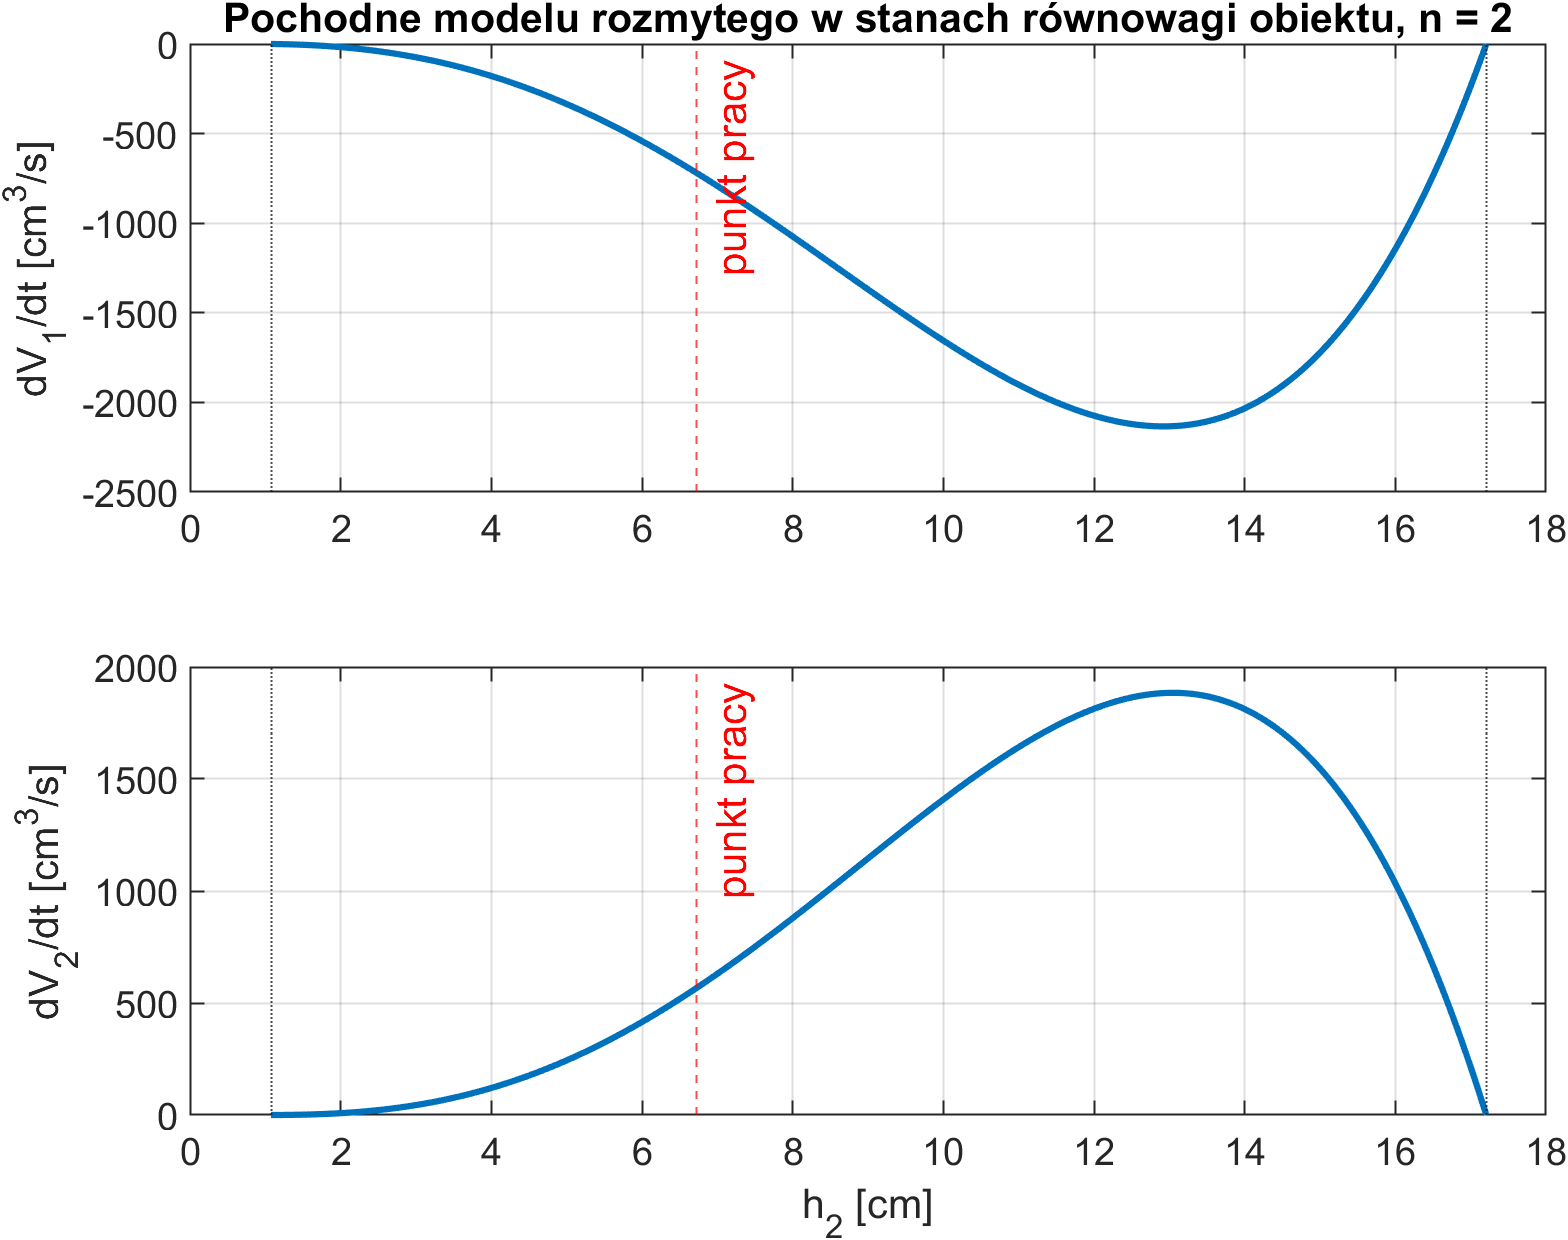 Pochodne modelu rozmytego w stanach równowagi obiektu, n = 2
dV1/dt [cm3/s]
0
-500
-1000
-1500
-2000
-2500
punkt pracy
0 2 4 6 8 10 12 14 16 18
dV2/dt [cm3/s]
2000
1500
1000
500
0
punkt pracy
0 2 4 6 8 10 12 14 16 18
h2 [cm]